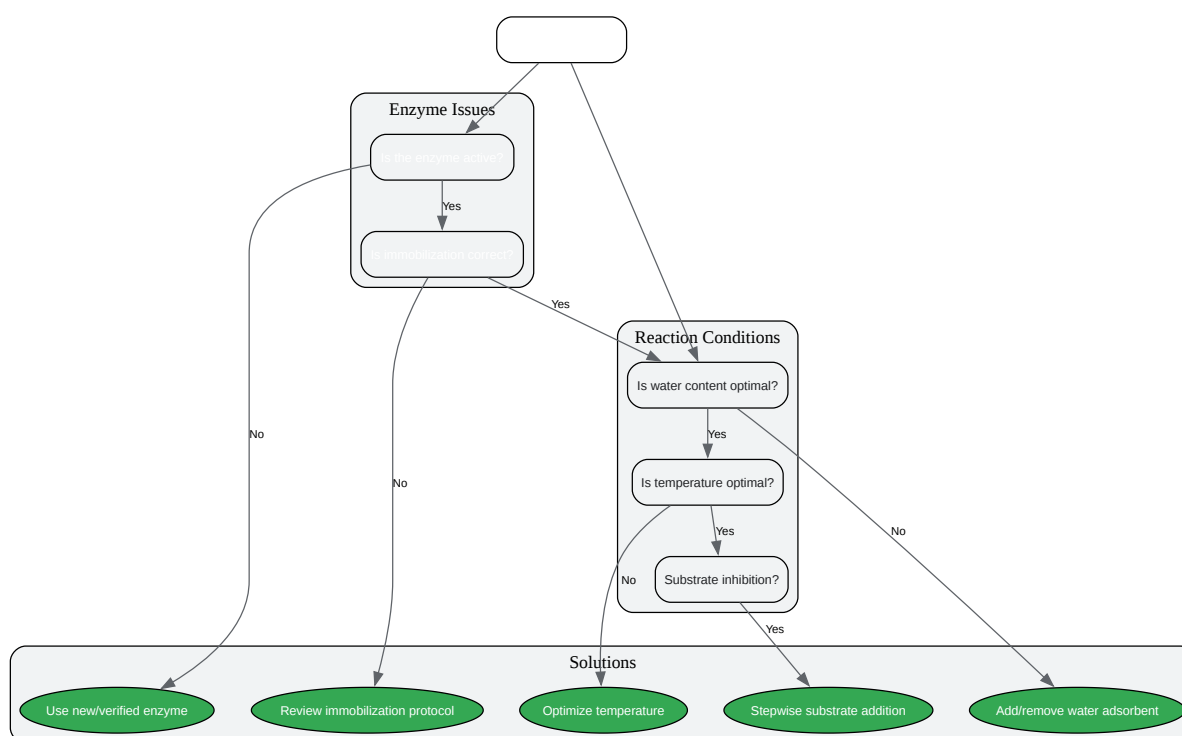 Enzyme Issues
Is the enzyme active?
Yes
Is immobilization correct?
Yes
Reaction Conditions
Is water content optimal?
No
Yes
Is temperature optimal?
No
Yes
No
No
Substrate inhibition?
Yes
Solutions
Use new/verified enzyme
Review immobilization protocol
Optimize temperature
Stepwise substrate addition
Add/remove water adsorbent